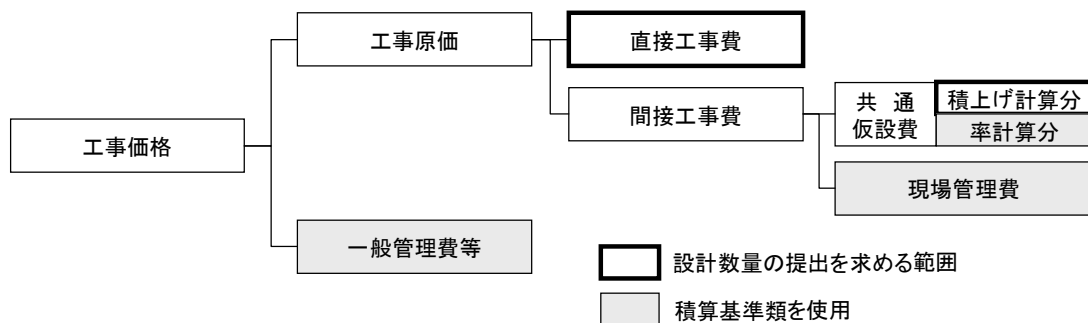 工事原価
直接工事費
間接工事費
共通
仮設費
積上げ計算分
率計算分
工事価格
現場管理費
一般管理費等
設計数量の提出を求める範囲
積算基準類を使用